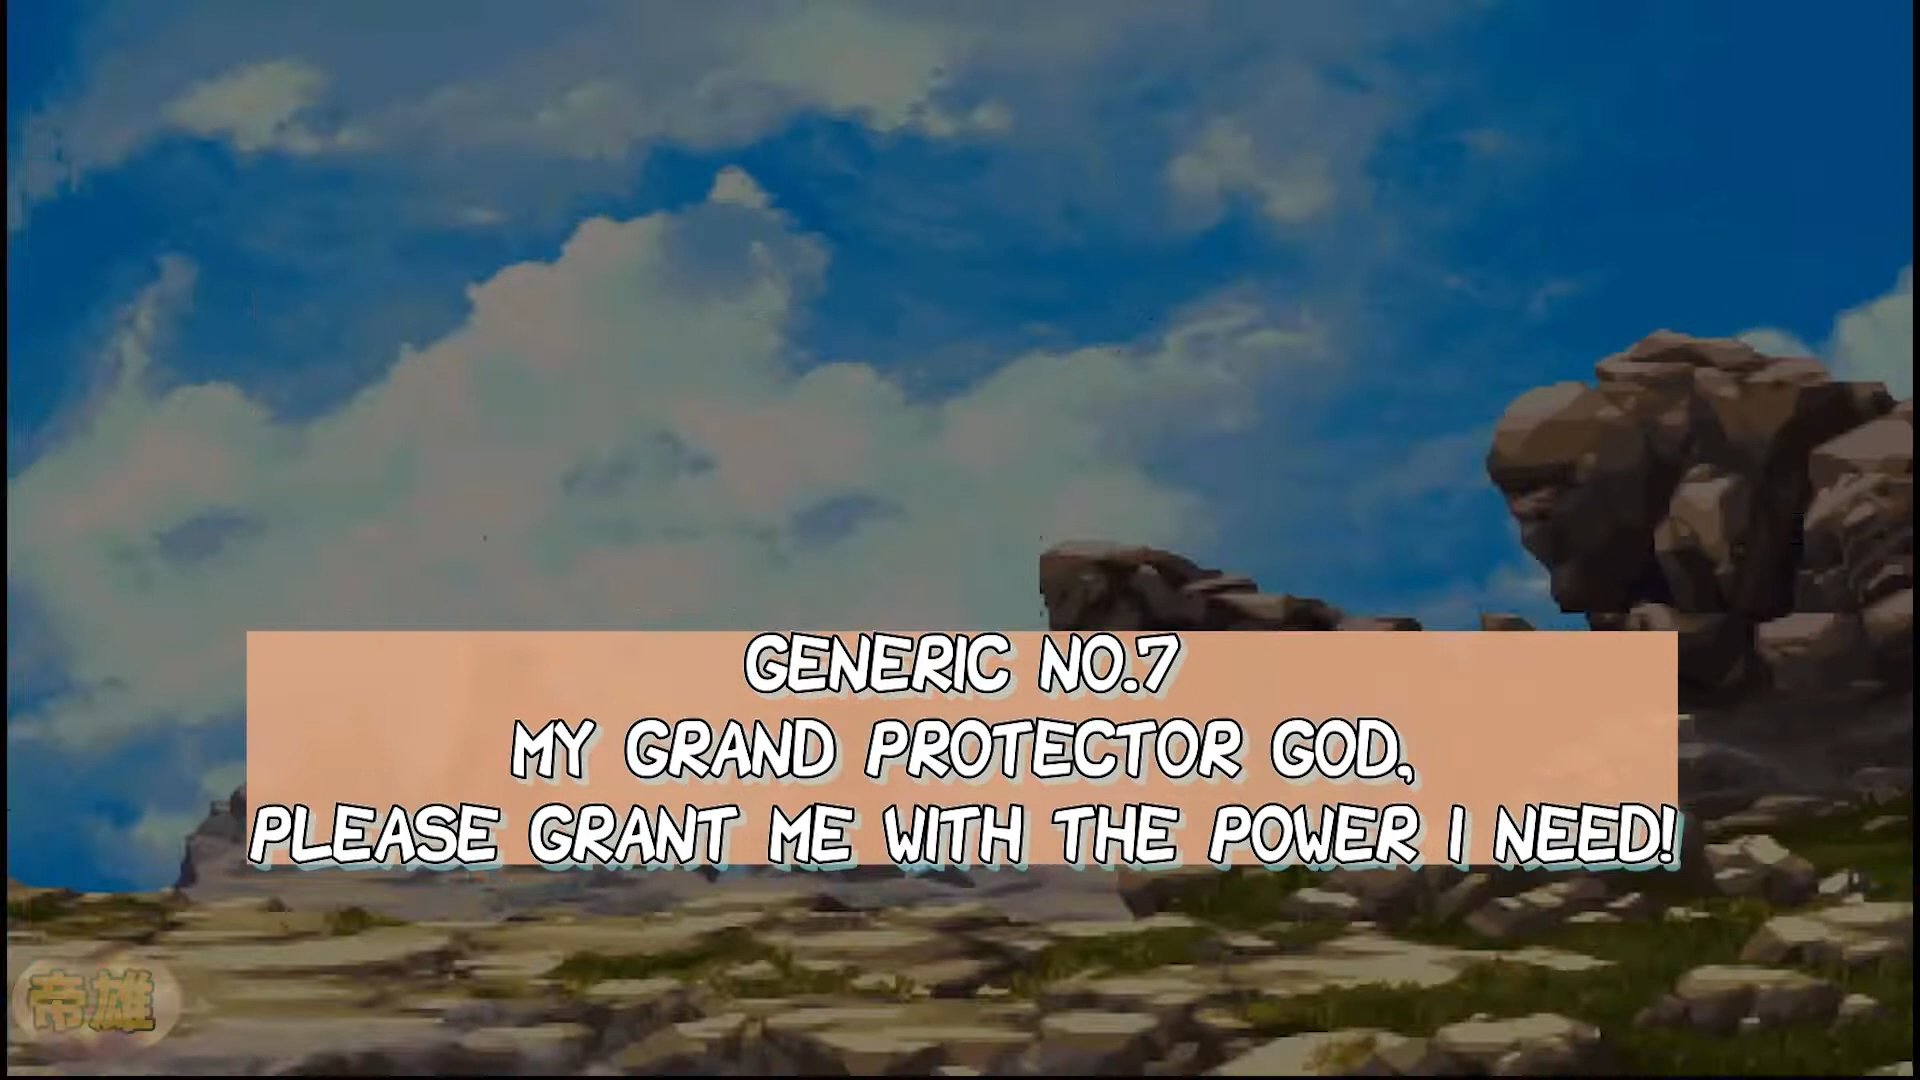 GENERIC NO.7
MY GRAND PROTECTOR GOD,
PLEASE GRANT ME WITH THE POWER I NEED!
帝雄